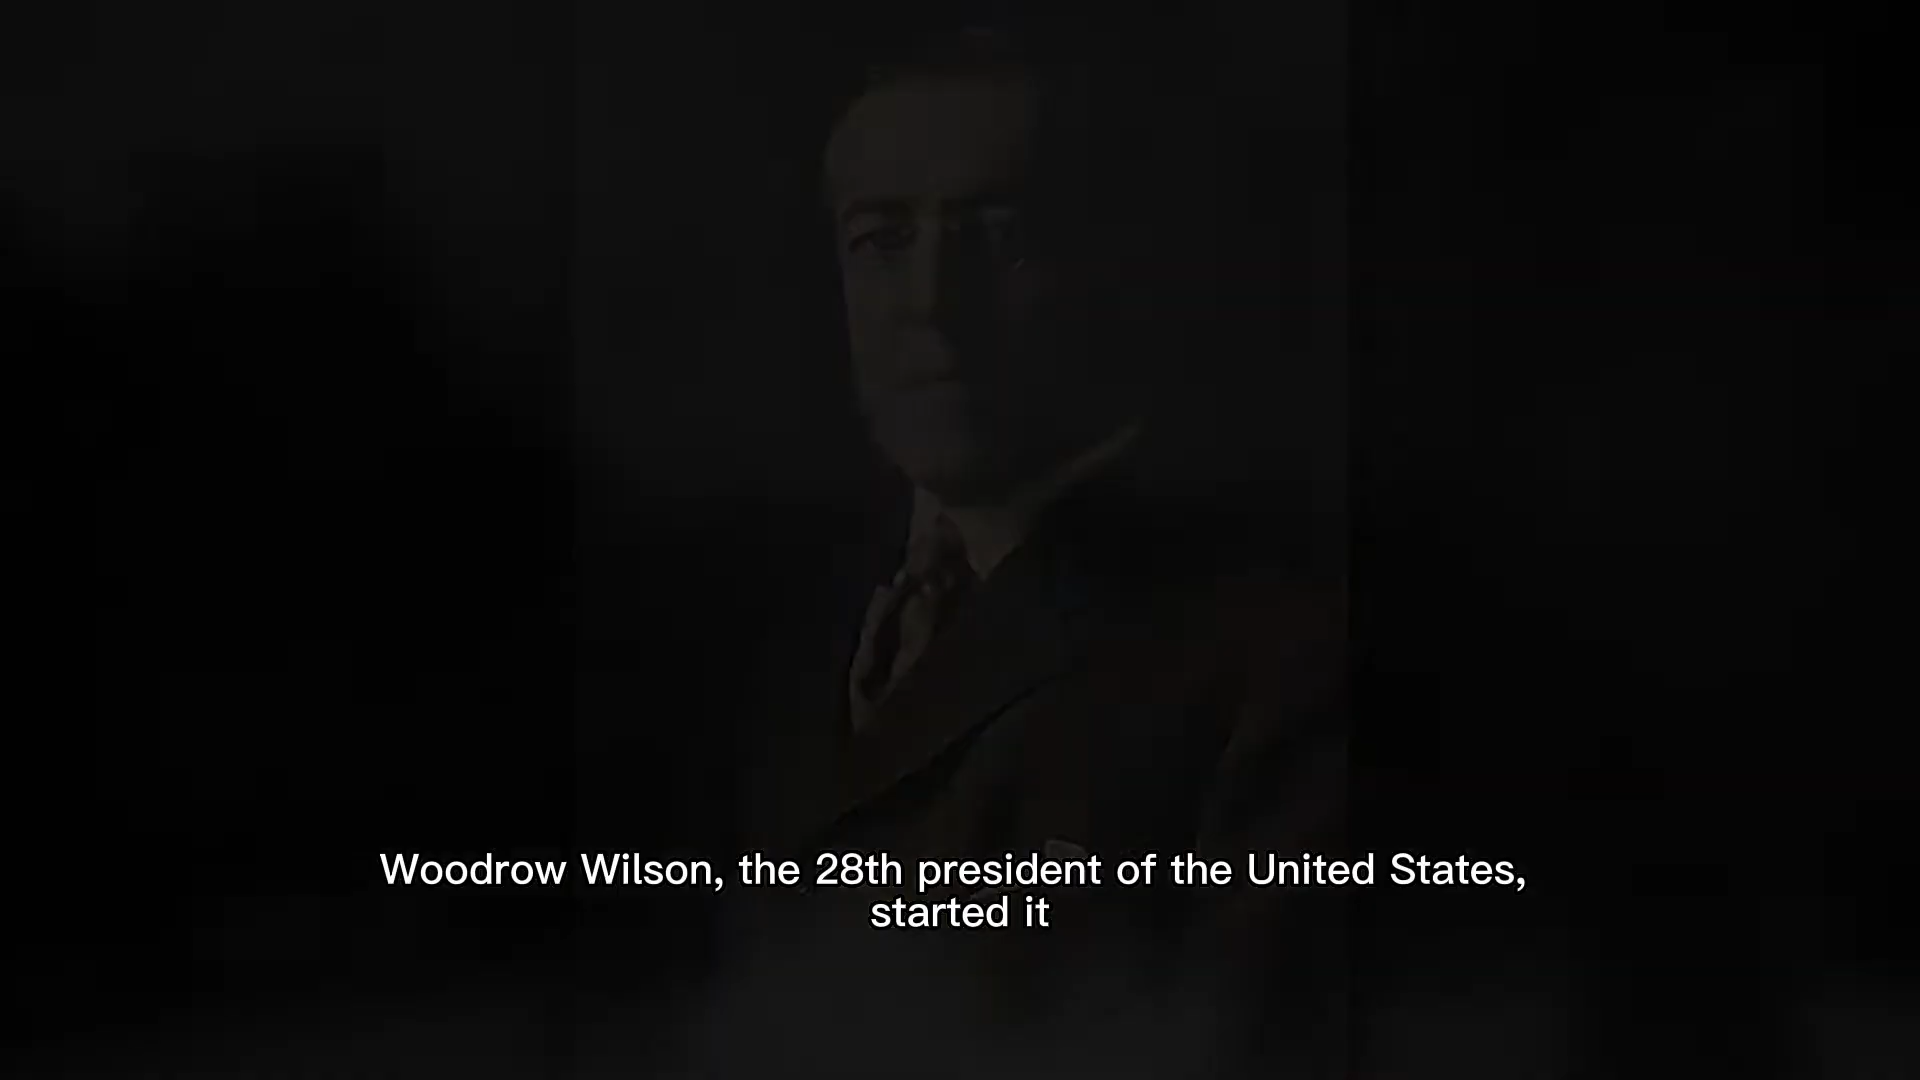 Woodrow Wilson, the 28th president of the United States,
started it